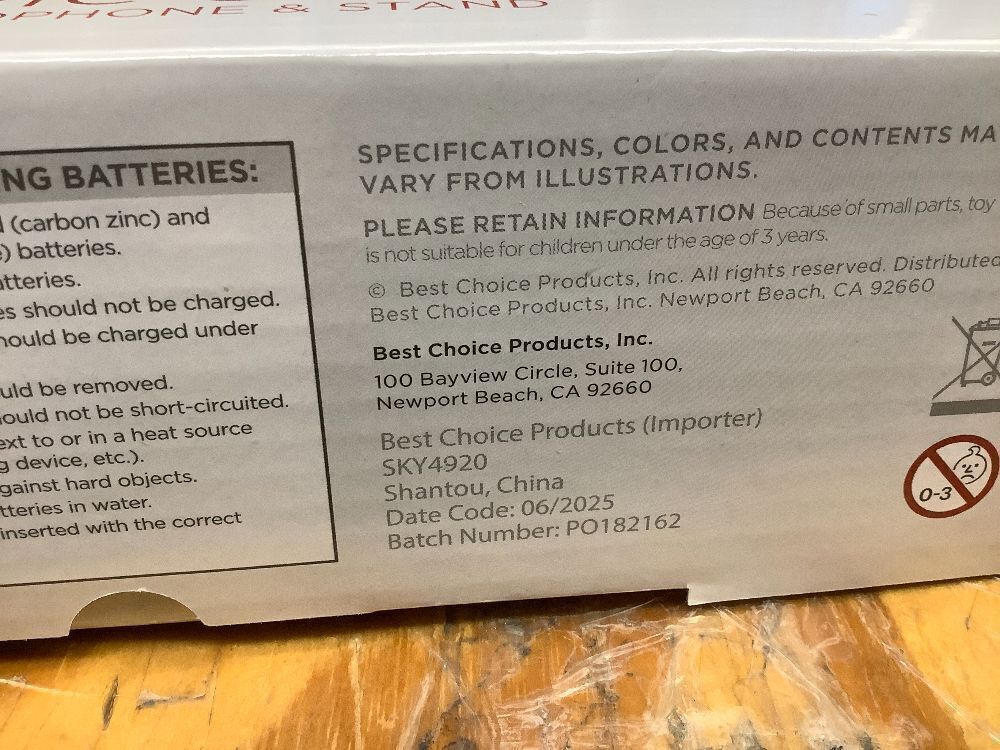 & STAND
NG BATTERIES:
(carbon zinc) and
batteries.
atteries.
es should not be charged.
hould be charged under
uld be removed.
ould not be short-circuited.
ext to or in a heat source
g device, etc.).
gainst hard objects.
tteries in water.
inserted with the correct
SPECIFICATIONS, COLORS, AND CONTENTS MA
VARY FROM ILLUSTRATIONS.
PLEASE RETAIN INFORMATION Because of small parts, toy
is not suitable for children under the age of 3 years.
© Best Choice Products, Inc. All rights reserved. Distributed
Best Choice Products, Inc. Newport Beach, CA 92660
Best Choice Products, Inc.
100 Bayview Circle, Suite 100,
Newport Beach, CA 92660
Best Choice Products (Importer)
SKY4920
Shantou, China
Date Code: 06/2025
Batch Number: PO182162
0-3